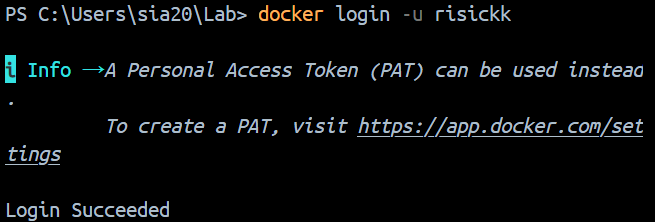 PS C:\Users\sia20\Lab> docker login -u risickk
i Info →A Personal Access Token (PAT) can be used instead
.
To create a PAT, visit https://app.docker.com/set
tings
Login Succeeded